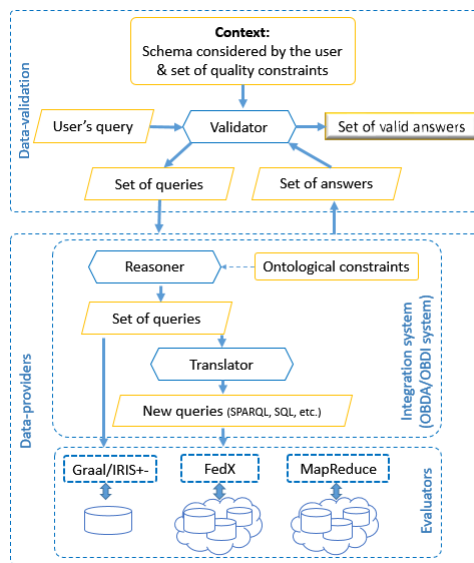 Context:
Schema considered by the user
& set of quality constraints
User's query
Validator
Set of valid answers
Set of queries
Set of answers
Data-validation
Reasoner
Ontological constraints
Set of queries
Translator
New queries (SPARQL, SQL, etc.)
Integration system
(OBDA/OBDI system)
Data-providers
Graal/IRIS+-
FedX
MapReduce
Evaluators